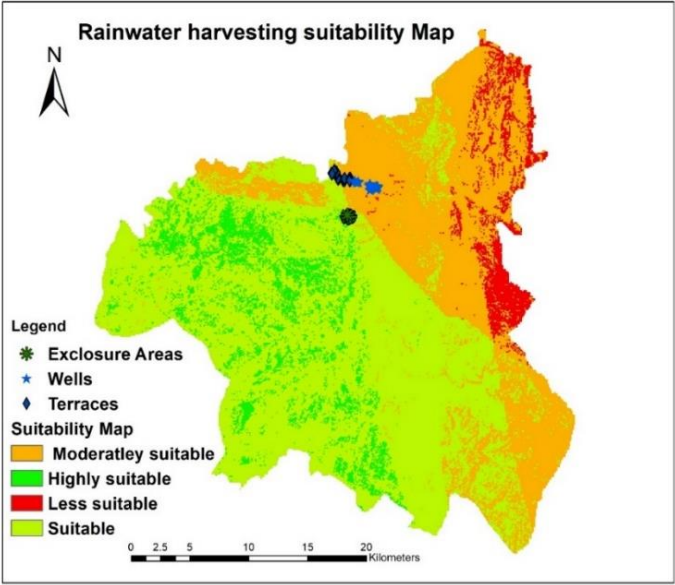 Rainwater harvesting suitability Map
N
Legend
Exclosure Areas
Wells
Terraces
Suitability Map
Moderatley suitable
Highly suitable
Less suitable
Suitable
0 2.5 5 10 15 20
Kilometers